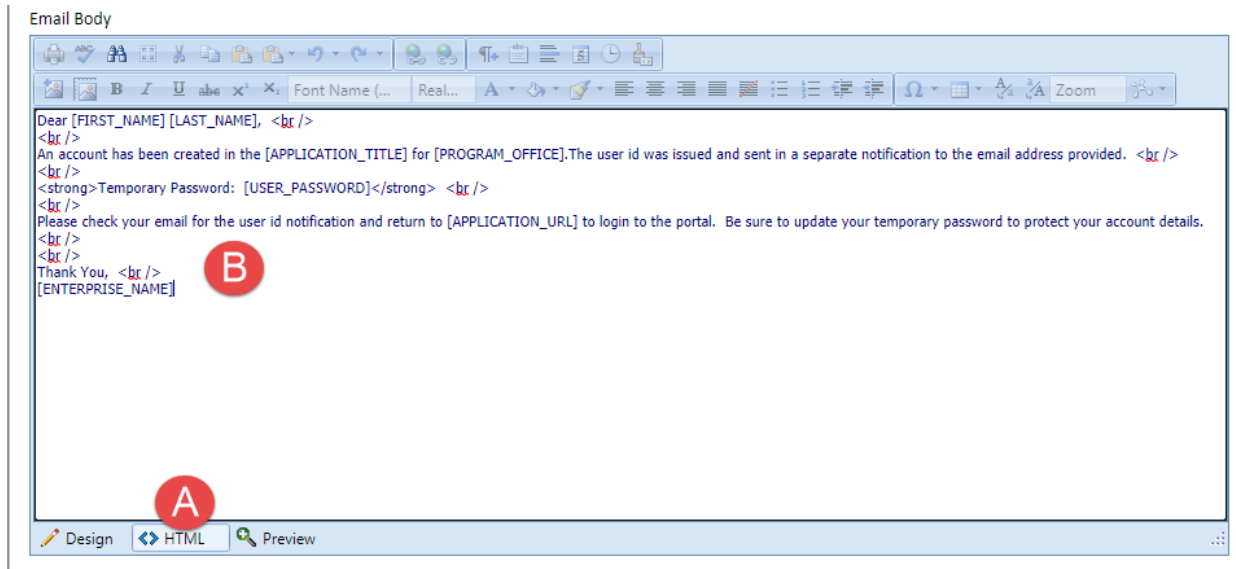 Email Body
ABC
B I U abc x² X₂ Font Name (... Real... A Ω A Zoom
Dear [FIRST_NAME] [LAST_NAME],  <br />
<br />
An account has been created in the [APPLICATION_TITLE] for [PROGRAM_OFFICE].The user id was issued and sent in a separate notification to the email address provided.  <br />
<br />
<strong>Temporary Password:  [USER_PASSWORD]</strong>  <br />
<br />
Please check your email for the user id notification and return to [APPLICATION_URL] to login to the portal.  Be sure to update your temporary password to protect your account details.
<br />
<br />
B
Thank You,  <br />
[ENTERPRISE_NAME]
A
Design HTML Preview